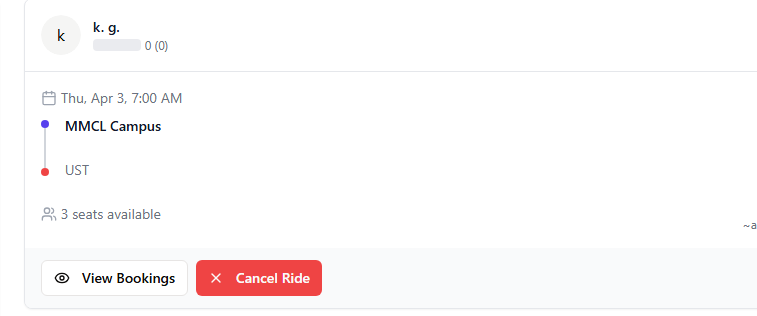 k
k. g.
0 (0)
Thu, Apr 3, 7:00 AM
MMCL Campus
UST
3 seats available
~a
View Bookings
Cancel Ride